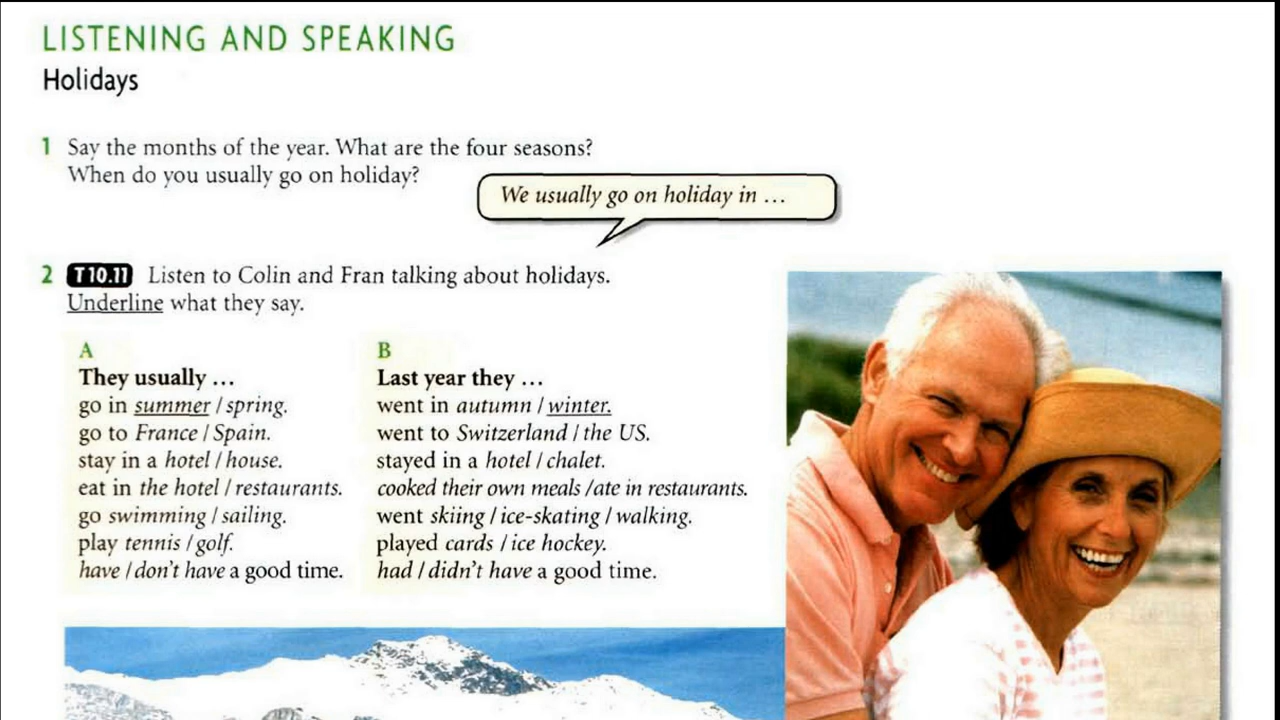 LISTENING AND SPEAKING
Holidays
1 Say the months of the year. What are the four seasons?
When do you usually go on holiday?
We usually go on holiday in ...
2 T 10.11 Listen to Colin and Fran talking about holidays.
Underline what they say.
A
They usually ...
go in summer / spring.
go to France / Spain.
stay in a hotel / house.
eat in the hotel / restaurants.
go swimming / sailing.
play tennis / golf.
have / don't have a good time.
B
Last year they ...
went in autumn / winter.
went to Switzerland / the US.
stayed in a hotel / chalet.
cooked their own meals /ate in restaurants.
went skiing / ice-skating / walking.
played cards / ice hockey.
had / didn't have a good time.